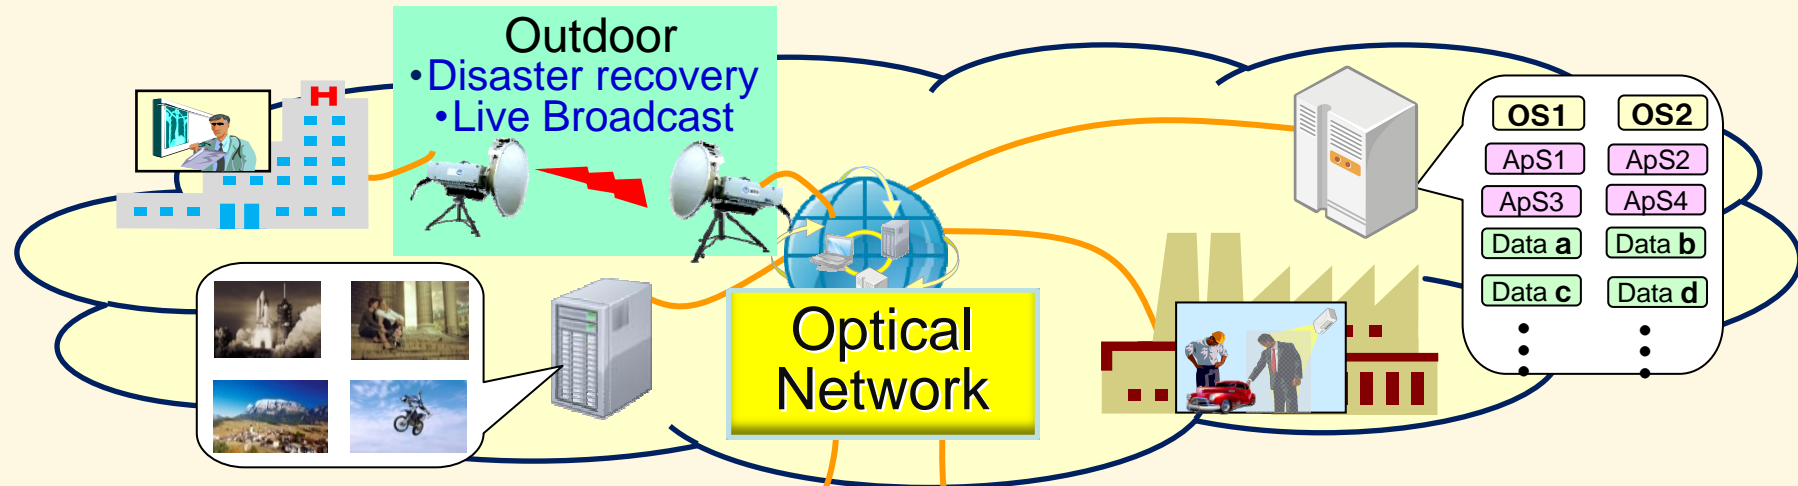 Outdoor
•Disaster recovery
•Live Broadcast
H
OS1 OS2
ApS1 ApS2
ApS3 ApS4
Data a Data b
Data c Data d
Optical
Network